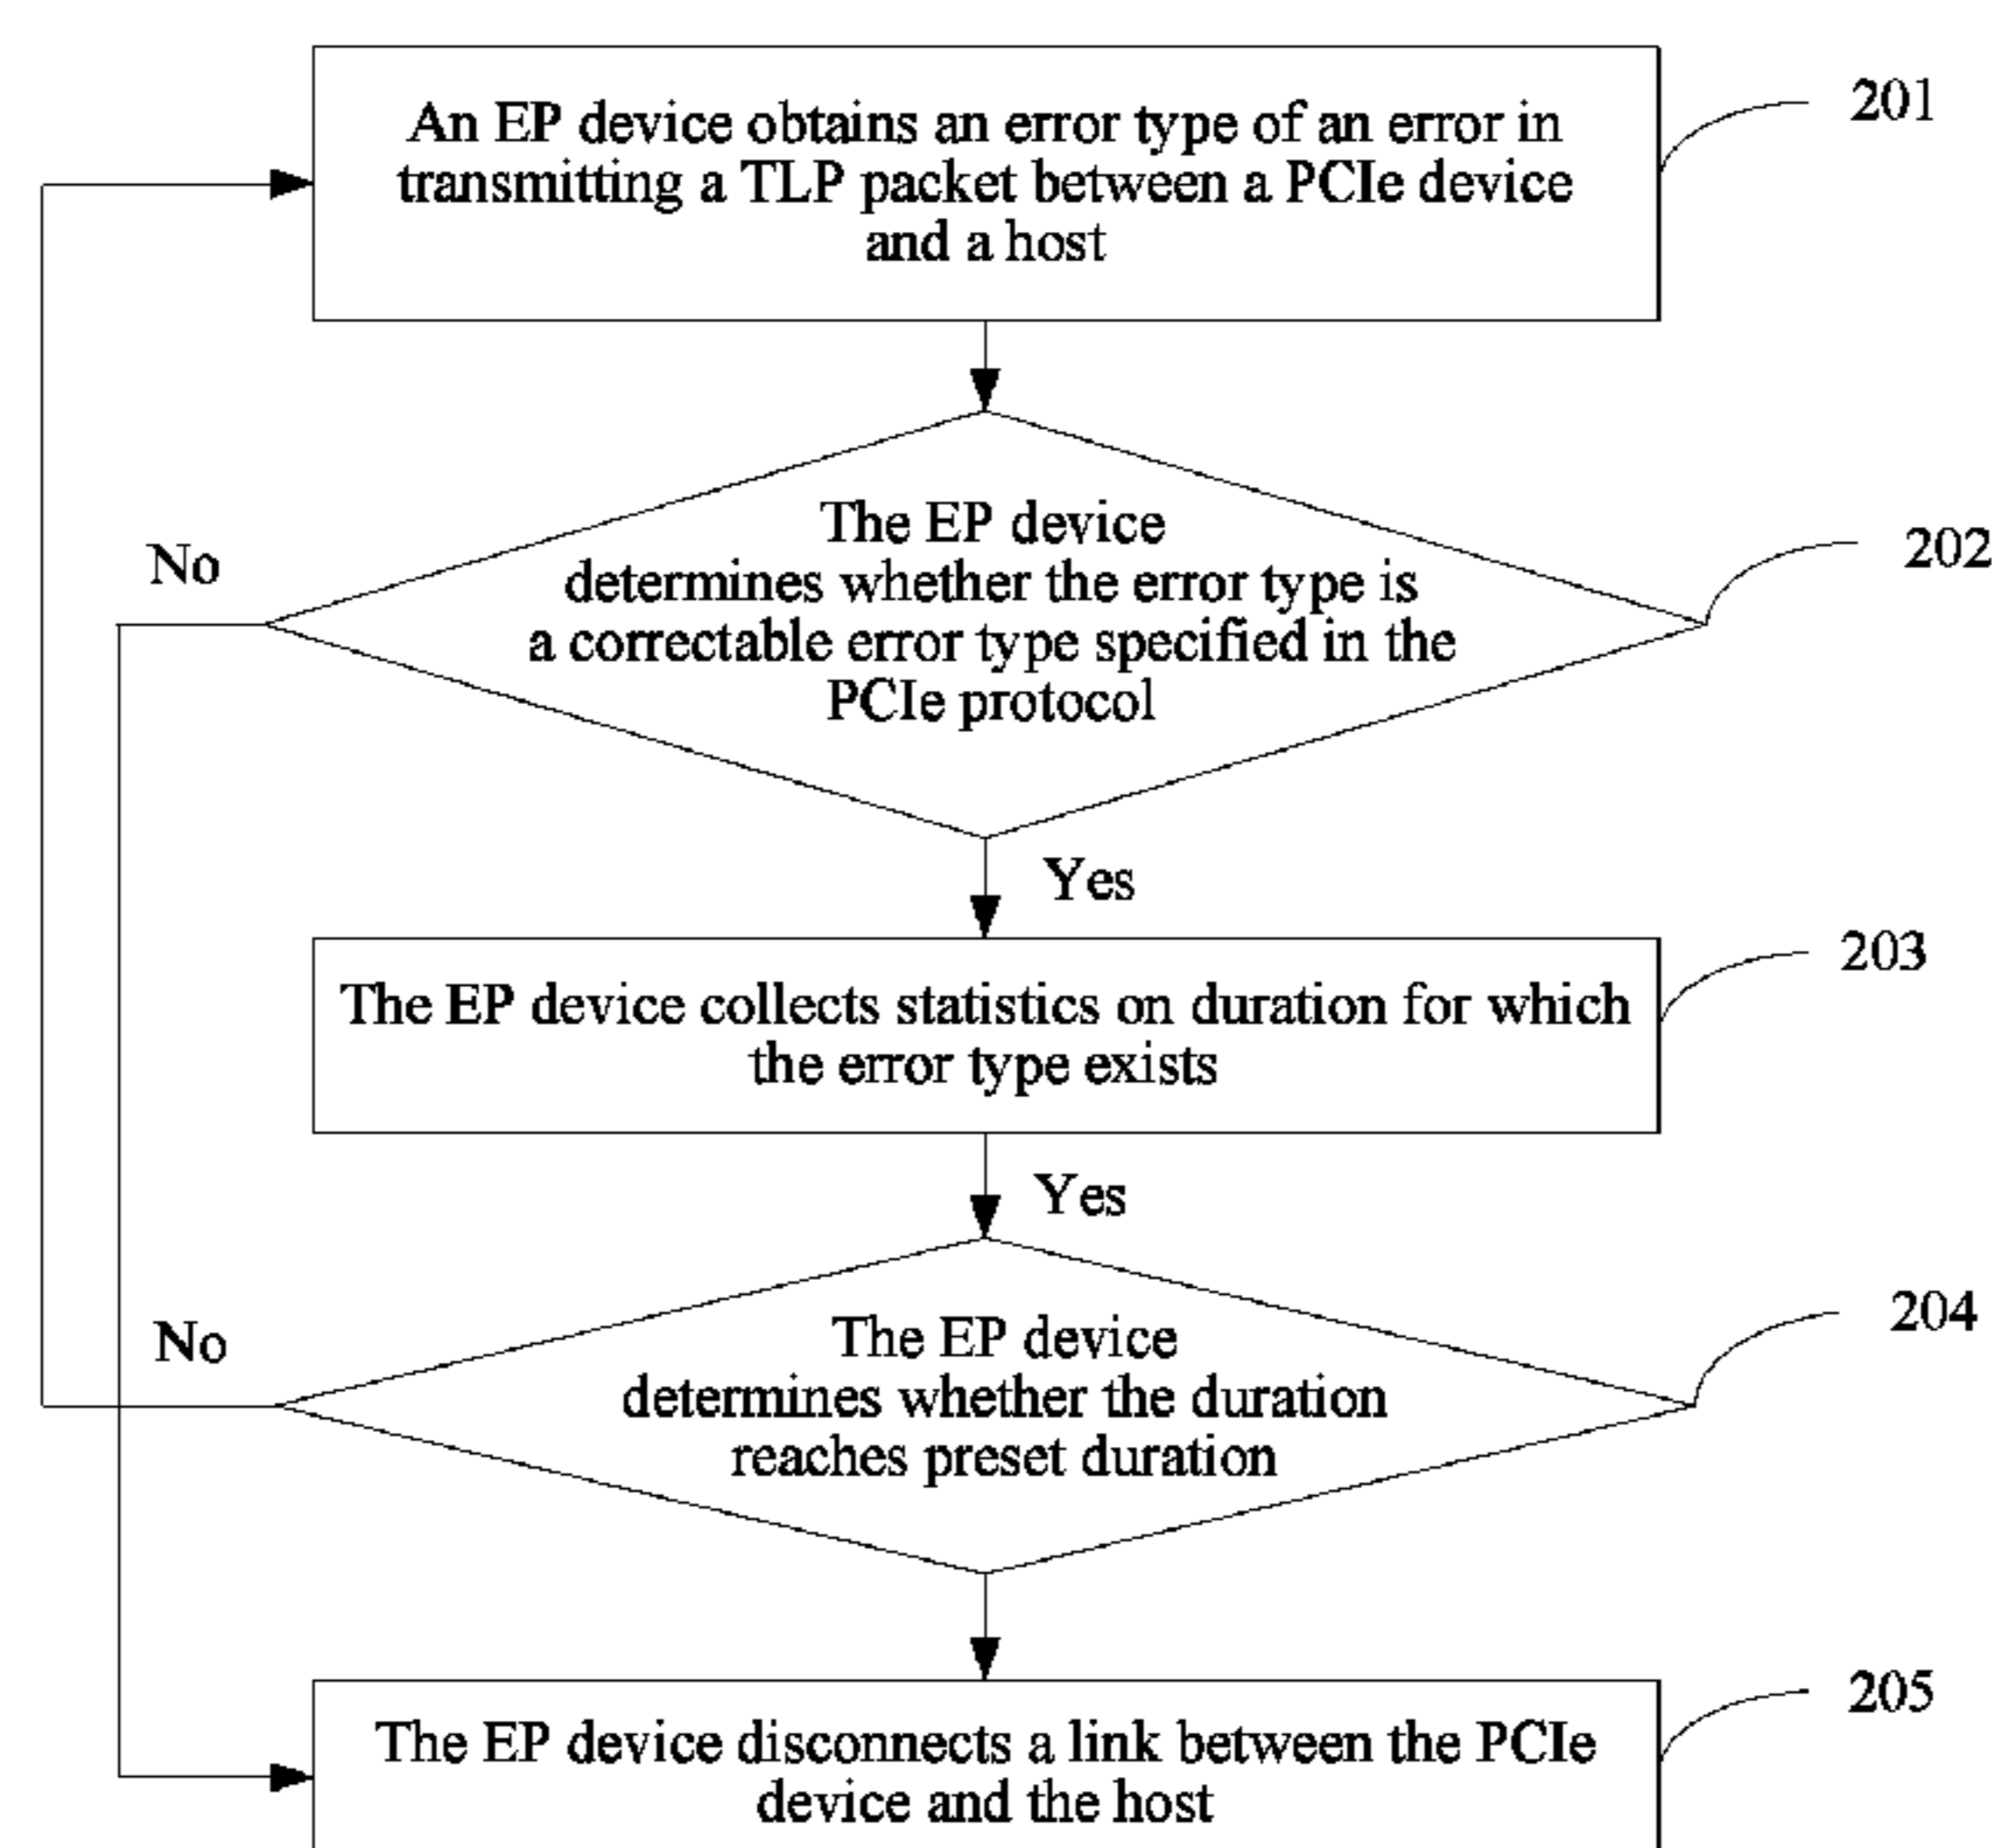 An EP device obtains an error type of an error in
transmitting a TLP packet between a PCIe device
and a host
201
The EP device
determines whether the error type is
a correctable error type specified in the
PCIe protocol
202
No
Yes
The EP device collects statistics on duration for which
the error type exists
203
Yes
The EP device
determines whether the duration
reaches preset duration
204
No
The EP device disconnects a link between the PCIe
device and the host
205